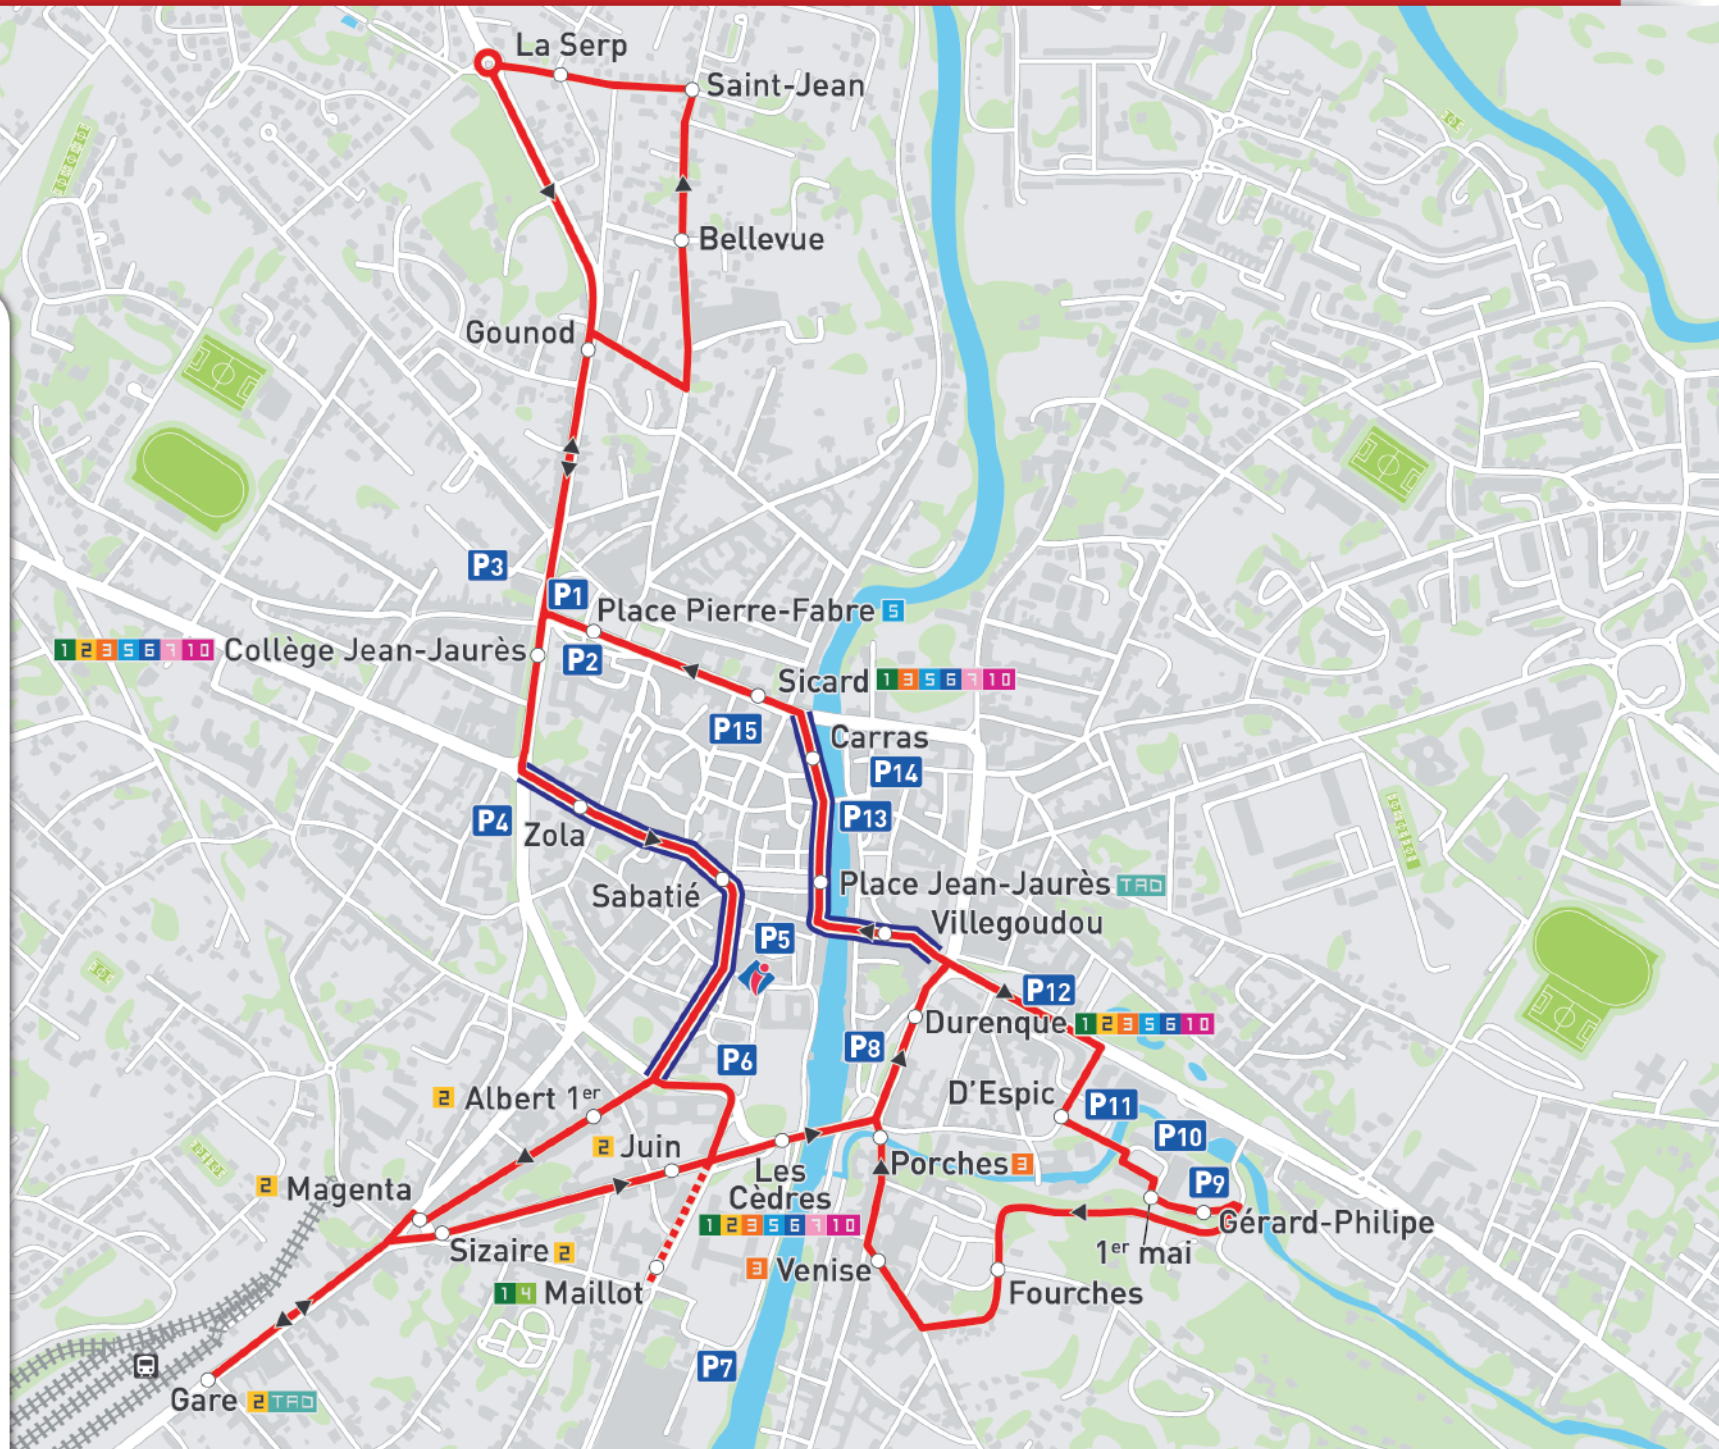 La Serp
Saint-Jean
Bellevue
Gounod
P3
P1
Place Pierre-Fabre 5
1 2 3 5 6 7 10 Collège Jean-Jaurès
P2
Sicard 1 3 5 6 7 10
P15
Carras
P14
P4
P13
Zola
Place Jean-Jaurès TAD
Sabatié
Villegoudou
P5
P12
Durenque 1 2 3 5 6 10
P8
P6
2 Albert 1er
D'Espic
P11
P10
2 Juin
Porches 3
Les
Cèdres
1 2 3 5 6 7 10
P9
2 Magenta
Gérard-Philipe
Sizaire 2
1er mai
3 Venise
1 4 Maillot
Fourches
P7
Gare 2 TAD